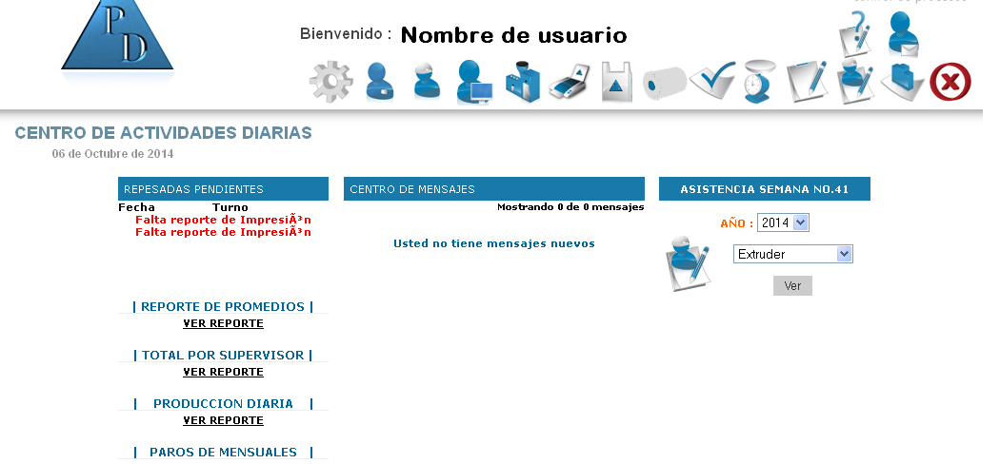 PD
Bienvenido : Nombre de usuario
CENTRO DE ACTIVIDADES DIARIAS
06 de Octubre de 2014
REPESADAS PENDIENTES
Fecha Turno
Falta reporte de ImpresiÃ³n
Falta reporte de ImpresiÃ³n
| REPORTE DE PROMEDIOS |
VER REPORTE
| TOTAL POR SUPERVISOR |
VER REPORTE
| PRODUCCION DIARIA |
VER REPORTE
| PAROS DE MENSUALES |
CENTRO DE MENSAJES
Mostrando 0 de 0 mensajes
Usted no tiene mensajes nuevos
ASISTENCIA SEMANA NO.41
AÑO : 2014
Extruder
Ver